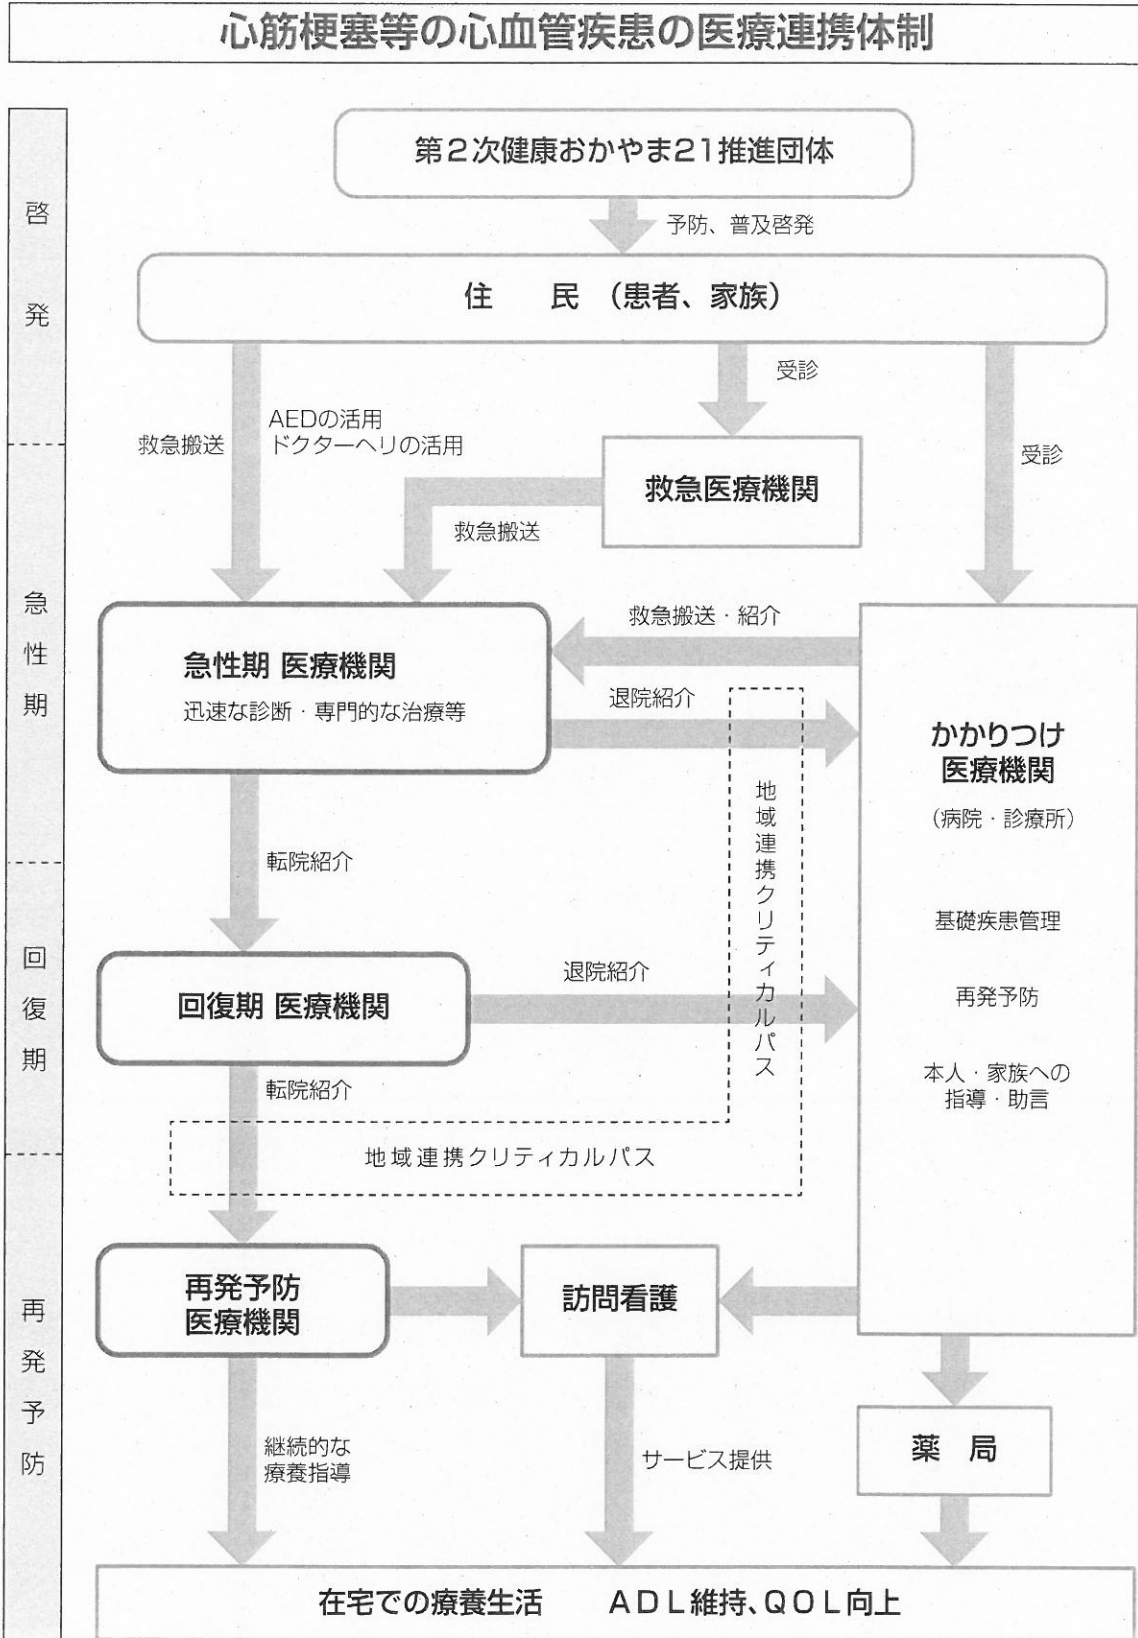 心筋梗塞等の心血管疾患の医療連携体制
啓発
第2次健康おかやま21推進団体
予防、普及啓発
住　民　（患者、家族）
受診
AEDの活用
ドクターヘリの活用
救急搬送
救急医療機関
受診
救急搬送
急性期
急性期 医療機関
迅速な診断・専門的な治療等
救急搬送・紹介
退院紹介
かかりつけ
医療機関
（病院・診療所）
基礎疾患管理
再発予防
本人・家族への
指導・助言
地域連携クリティカルパス
転院紹介
回復期
回復期 医療機関
退院紹介
転院紹介
地域連携クリティカルパス
再発予防
再発予防
医療機関
訪問看護
継続的な
療養指導
サービス提供
薬　局
在宅での療養生活　　ADL維持、QOL向上